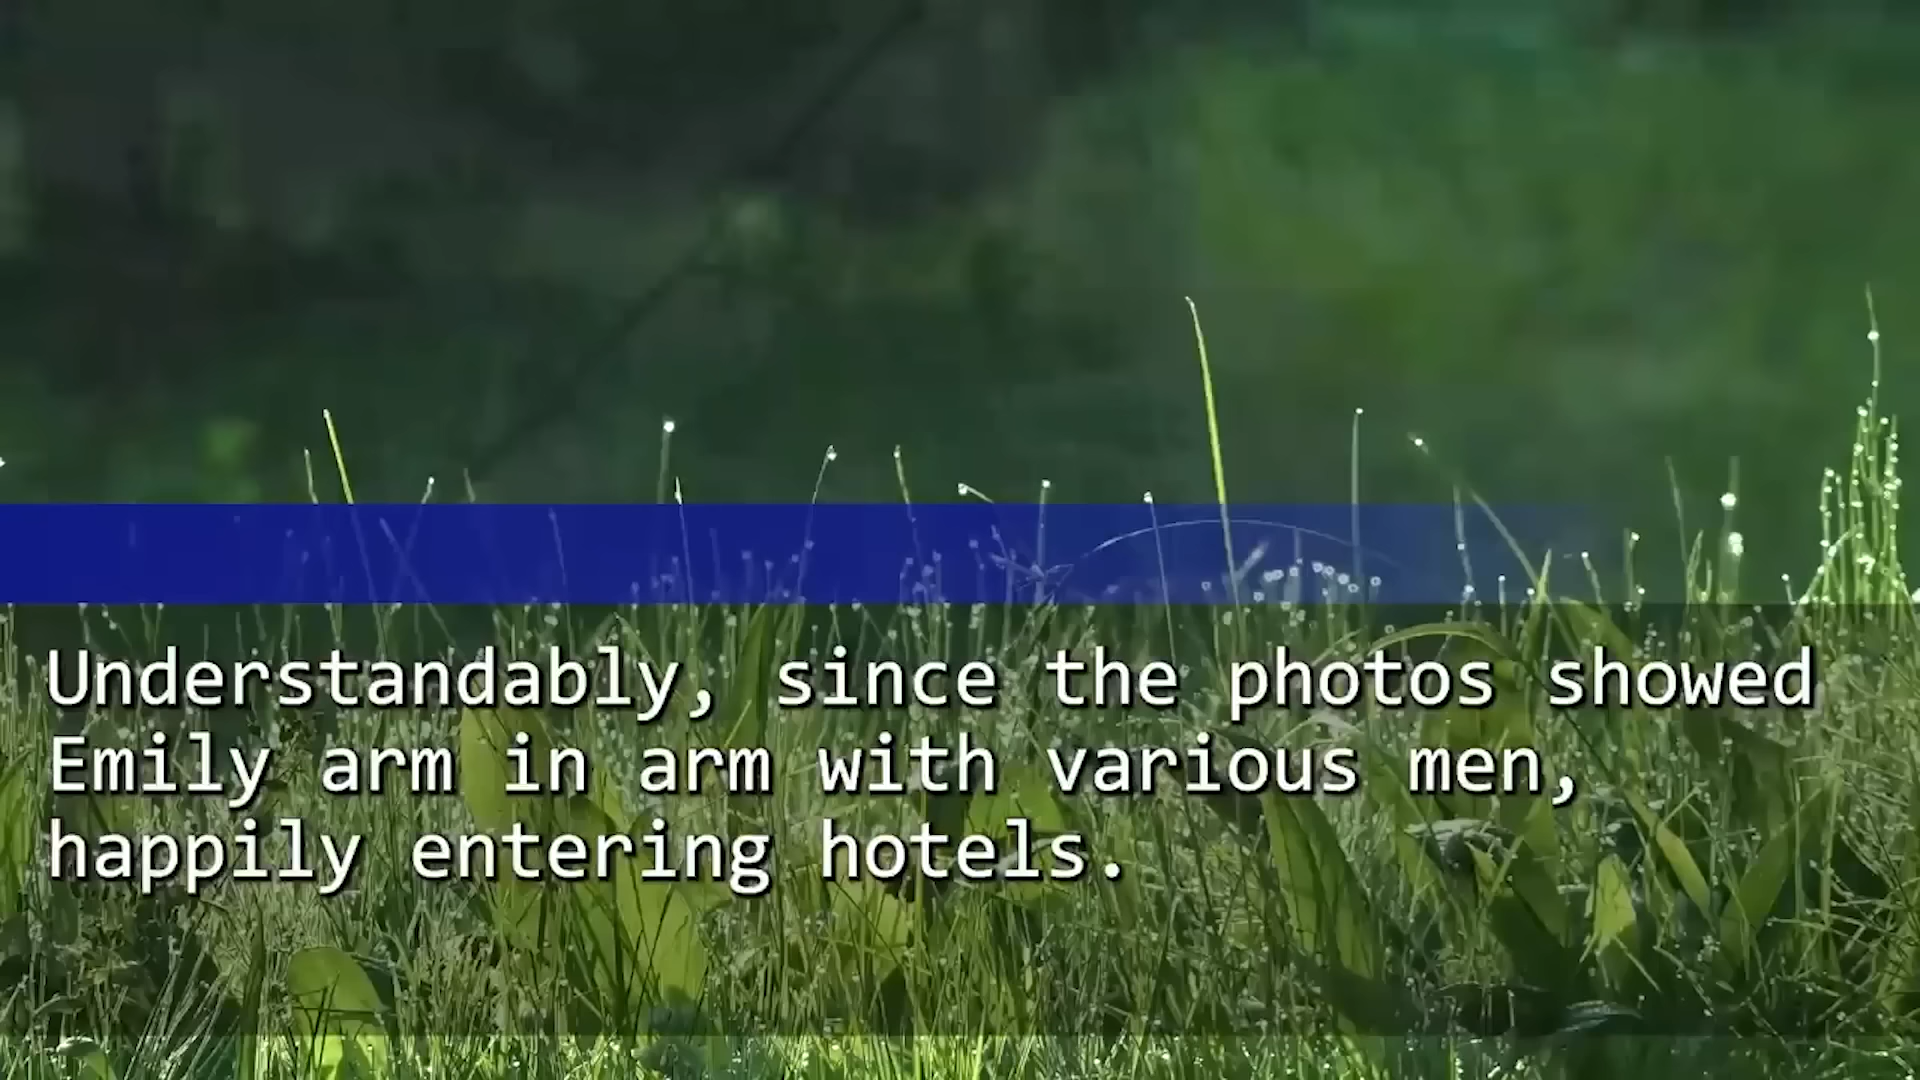 Understandably, since the photos showed
Emily arm in arm with various men,
happily entering hotels.